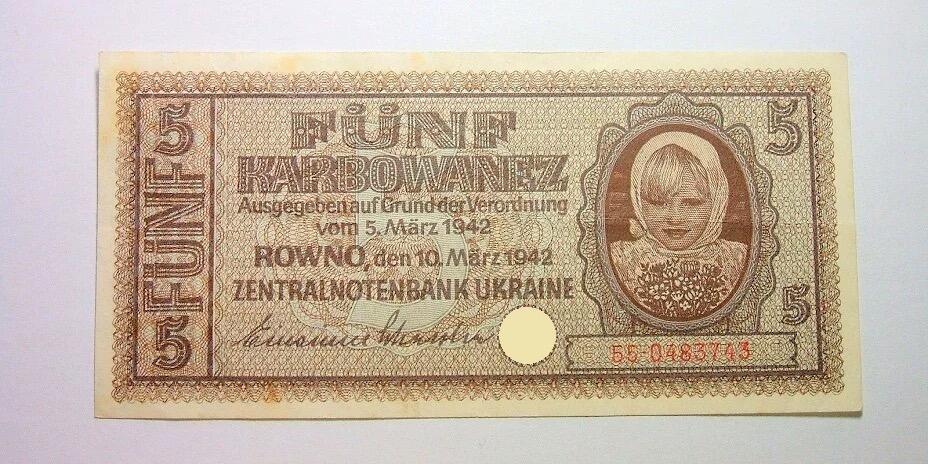 5 FÜNF 5
FÜNF
KARBOWANEZ
Ausgegeben auf Grund der Verordnung
vom 5. März 1942
ROWNO, den 10. März 1942
ZENTRALNOTENBANK UKRAINE
5
5
55·0483743